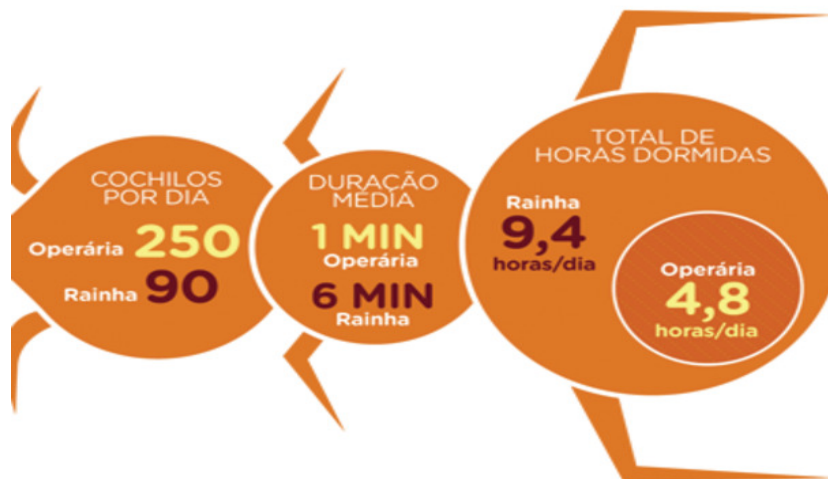 COCHILOS
POR DIA
Operária 250
Rainha 90
DURAÇÃO
MÉDIA
1 MIN
Operária
6 MIN
Rainha
TOTAL DE
HORAS DORMIDAS
Rainha
9,4
horas/dia
Operária
4,8
horas/dia